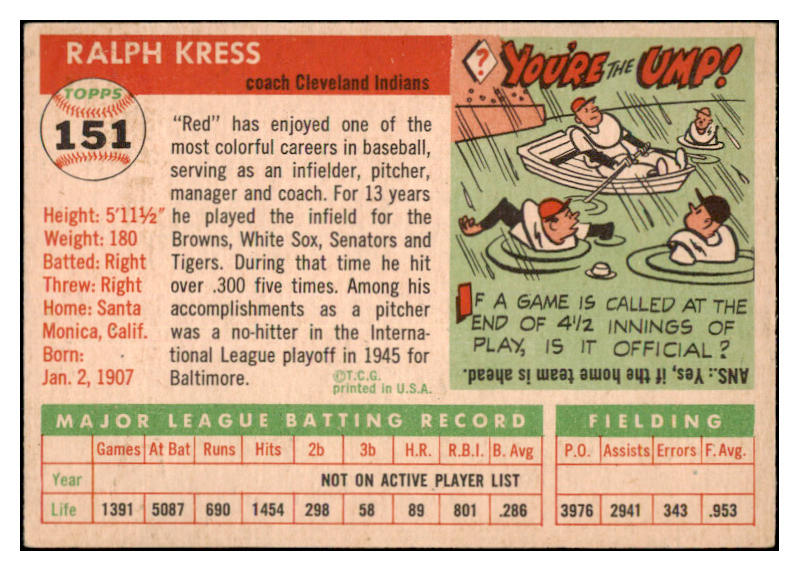 RALPH KRESS
coach Cleveland Indians
TOPPS
151
Height: 5'11½"
Weight: 180
Batted: Right
Threw: Right
Home: Santa
Monica, Calif.
Born:
Jan. 2, 1907
"Red" has enjoyed one of the
most colorful careers in baseball,
serving as an infielder, pitcher,
manager and coach. For 13 years
he played the infield for the
Browns, White Sox, Senators and
Tigers. During that time he hit
over .300 five times. Among his
accomplishments as a pitcher
was a no-hitter in the Interna-
tional League playoff in 1945 for
Baltimore.
©T.C.G.
printed in U.S.A.
? YOU'RE THE UMP!
IF A GAME IS CALLED AT THE
END OF 4½ INNINGS OF
PLAY, IS IT OFFICIAL?
ANS.: Yes, if the home team is ahead.
MAJOR LEAGUE BATTING RECORD FIELDING
Games At Bat Runs Hits 2b 3b H.R. R.B.I. B. Avg P.O. Assists Errors F. Avg.
Year NOT ON ACTIVE PLAYER LIST
Life 1391 5087 690 1454 298 58 89 801 .286 3976 2941 343 .953